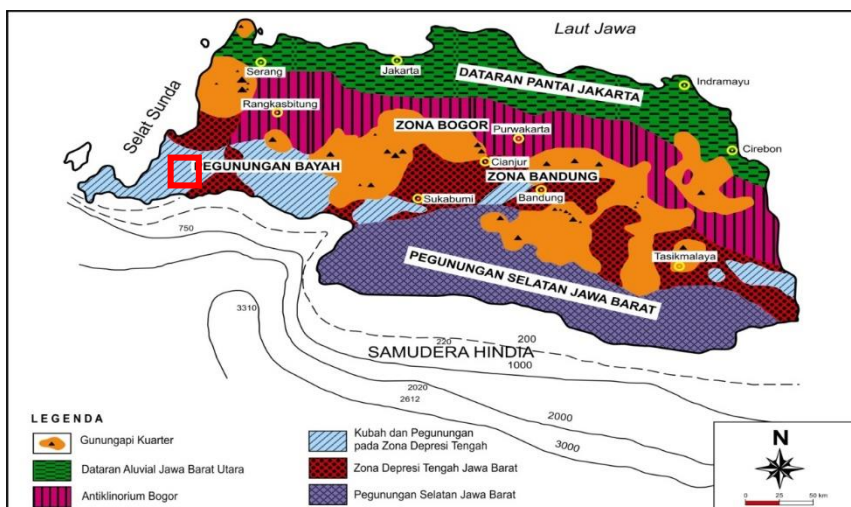 Laut Jawa
Selat Sunda
Serang
Jakarta
DATARAN PANTAI JAKARTA
Indramayu
Rangkasbitung
ZONA BOGOR
Purwakarta
Cirebon
PEGUNUNGAN BAYAH
Cianjur
ZONA BANDUNG
Sukabumi
Bandung
Tasikmalaya
PEGUNUNGAN SELATAN JAWA BARAT
750
3310
220
200
SAMUDERA HINDIA
1000
2020
2612
2000
3000
LEGENDA
Gunungapi Kuarter
Dataran Aluvial Jawa Barat Utara
Antiklinorium Bogor
Kubah dan Pegunungan
pada Zona Depresi Tengah
Zona Depresi Tengah Jawa Barat
Pegunungan Selatan Jawa Barat
N
0 25 50 km